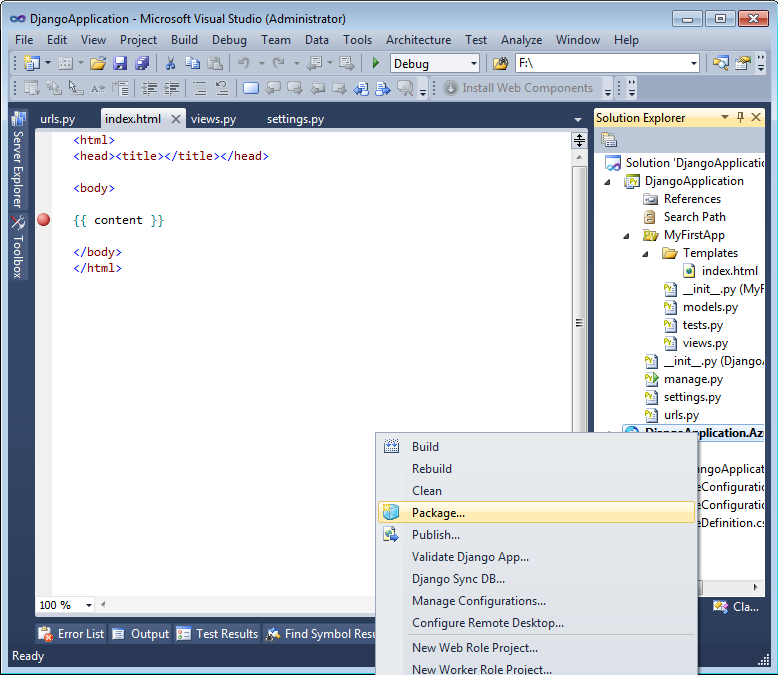 DjangoApplication - Microsoft Visual Studio (Administrator)
File Edit View Project Build Debug Team Data Tools Architecture Test Analyze Window Help
Debug F:\
Install Web Components
Server Explorer
Toolbox
urls.py index.html views.py settings.py
<html>
<head><title></title></head>
<body>
{{ content }}
</body>
</html>
100 %
Solution Explorer
Solution 'DjangoApplicatio
DjangoApplication
References
Search Path
MyFirstApp
Templates
index.html
__init__.py (MyF
models.py
tests.py
views.py
__init__.py (DjangoA
manage.py
settings.py
urls.py
DjangoApplication.Az
ngoApplicat
eConfiguratio
eConfiguratio
eDefinition.cs
Build
Rebuild
Clean
Package...
Publish...
Validate Django App...
Django Sync DB...
Manage Configurations...
Configure Remote Desktop...
New Web Role Project...
New Worker Role Project...
Cla...
Error List Output Test Results Find Symbol Resu
Ready